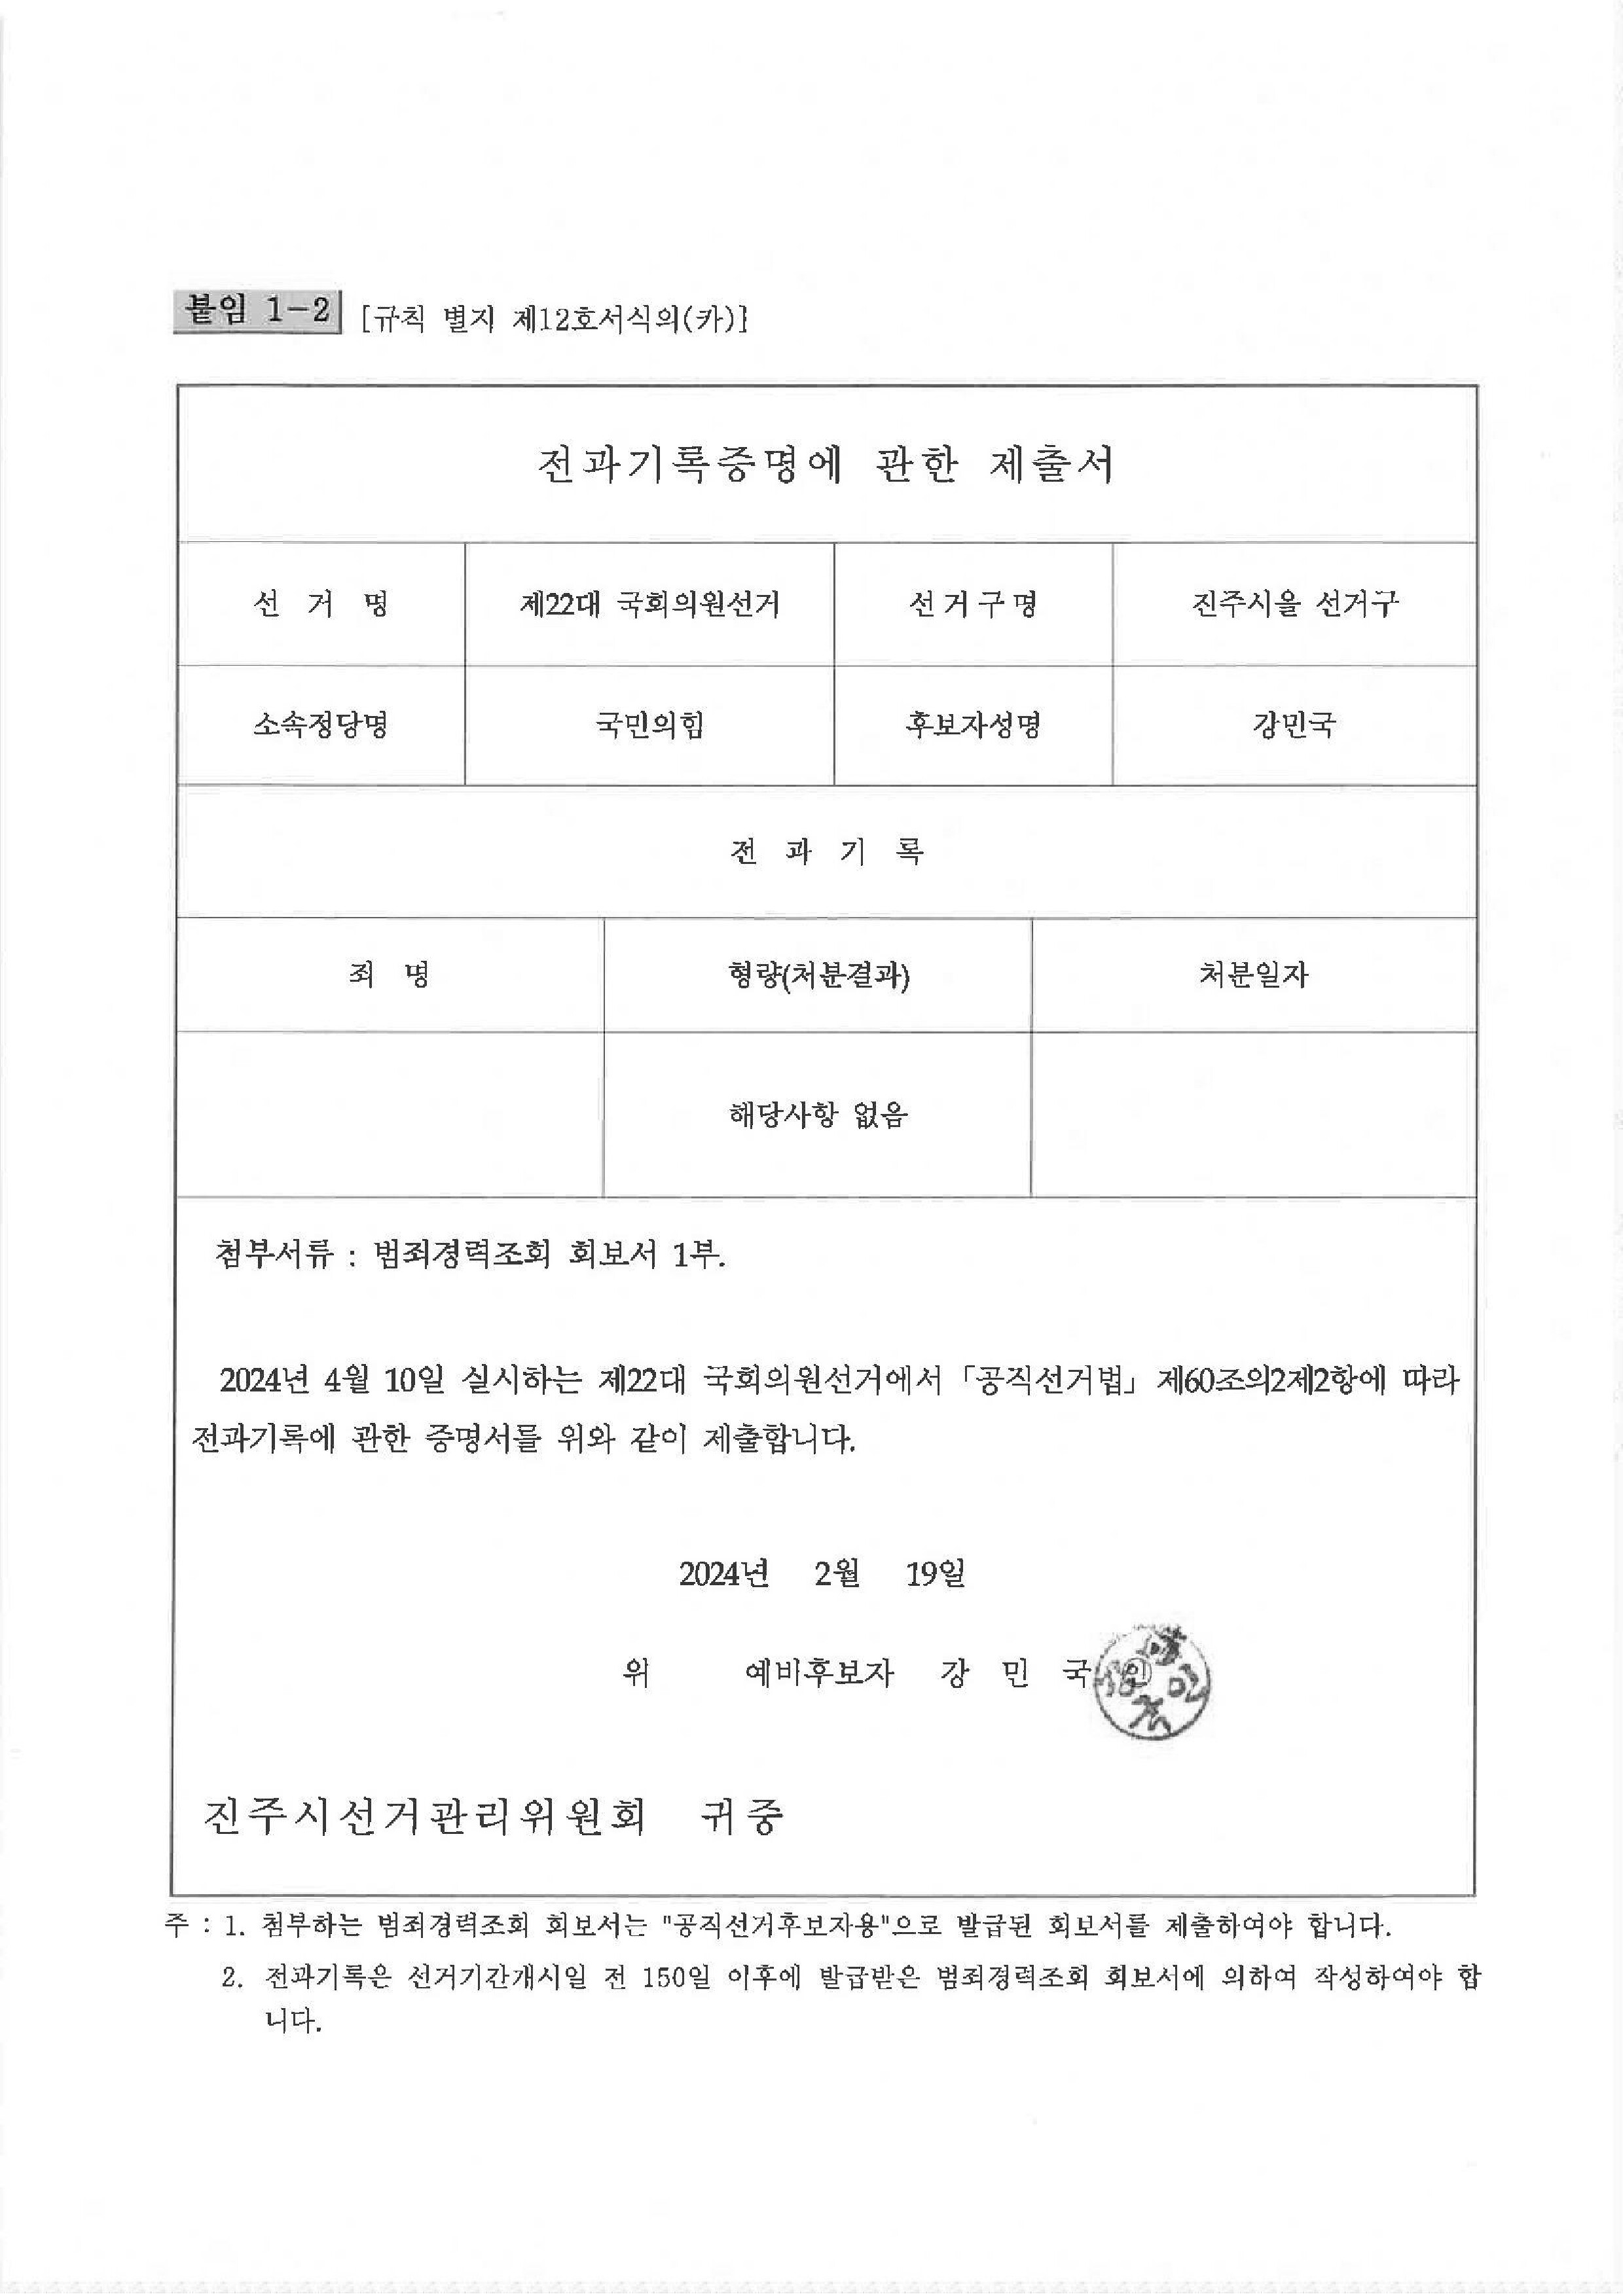 붙임 1-2 [규칙 별지 제12호서식의(카)]
전과기록증명에 관한 제출서
선 거 명 제22대 국회의원선거 선거구명 진주시을 선거구
소속정당명 국민의힘 후보자성명 강민국
전 과 기 록
죄 명 형량(처분결과) 처분일자
해당사항 없음
첨부서류 : 범죄경력조회 회보서 1부.
2024년 4월 10일 실시하는 제22대 국회의원선거에서 「공직선거법」 제60조의2제2항에 따라
전과기록에 관한 증명서를 위와 같이 제출합니다.
2024년 2월 19일
위 예비후보자 강 민 국 ㊞
진주시선거관리위원회 귀중
주 : 1. 첨부하는 범죄경력조회 회보서는 "공직선거후보자용"으로 발급된 회보서를 제출하여야 합니다.
2. 전과기록은 선거기간개시일 전 150일 이후에 발급받은 범죄경력조회 회보서에 의하여 작성하여야 합
니다.